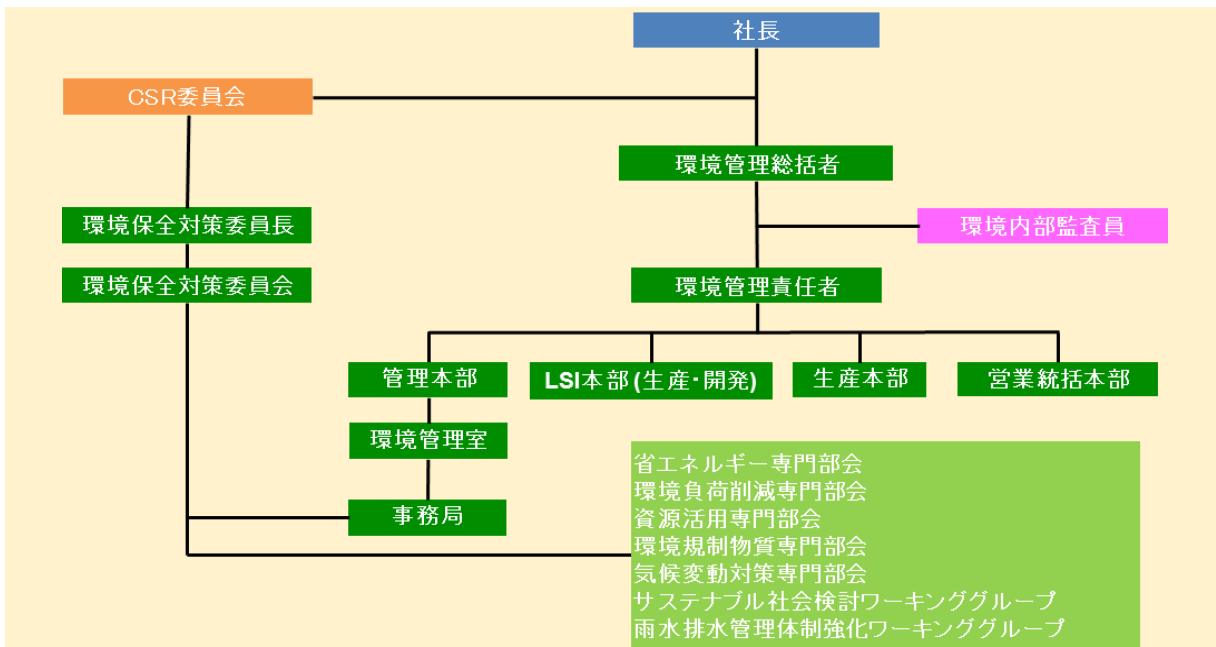 社長
CSR委員会
環境管理総括者
環境保全対策委員長
環境内部監査員
環境保全対策委員会
環境管理責任者
管理本部
LSI本部(生産・開発)
生産本部
営業統括本部
環境管理室
事務局
省エネルギー専門部会
環境負荷削減専門部会
資源活用専門部会
環境規制物質専門部会
気候変動対策専門部会
サステナブル社会検討ワーキンググループ
雨水排水管理体制強化ワーキンググループ